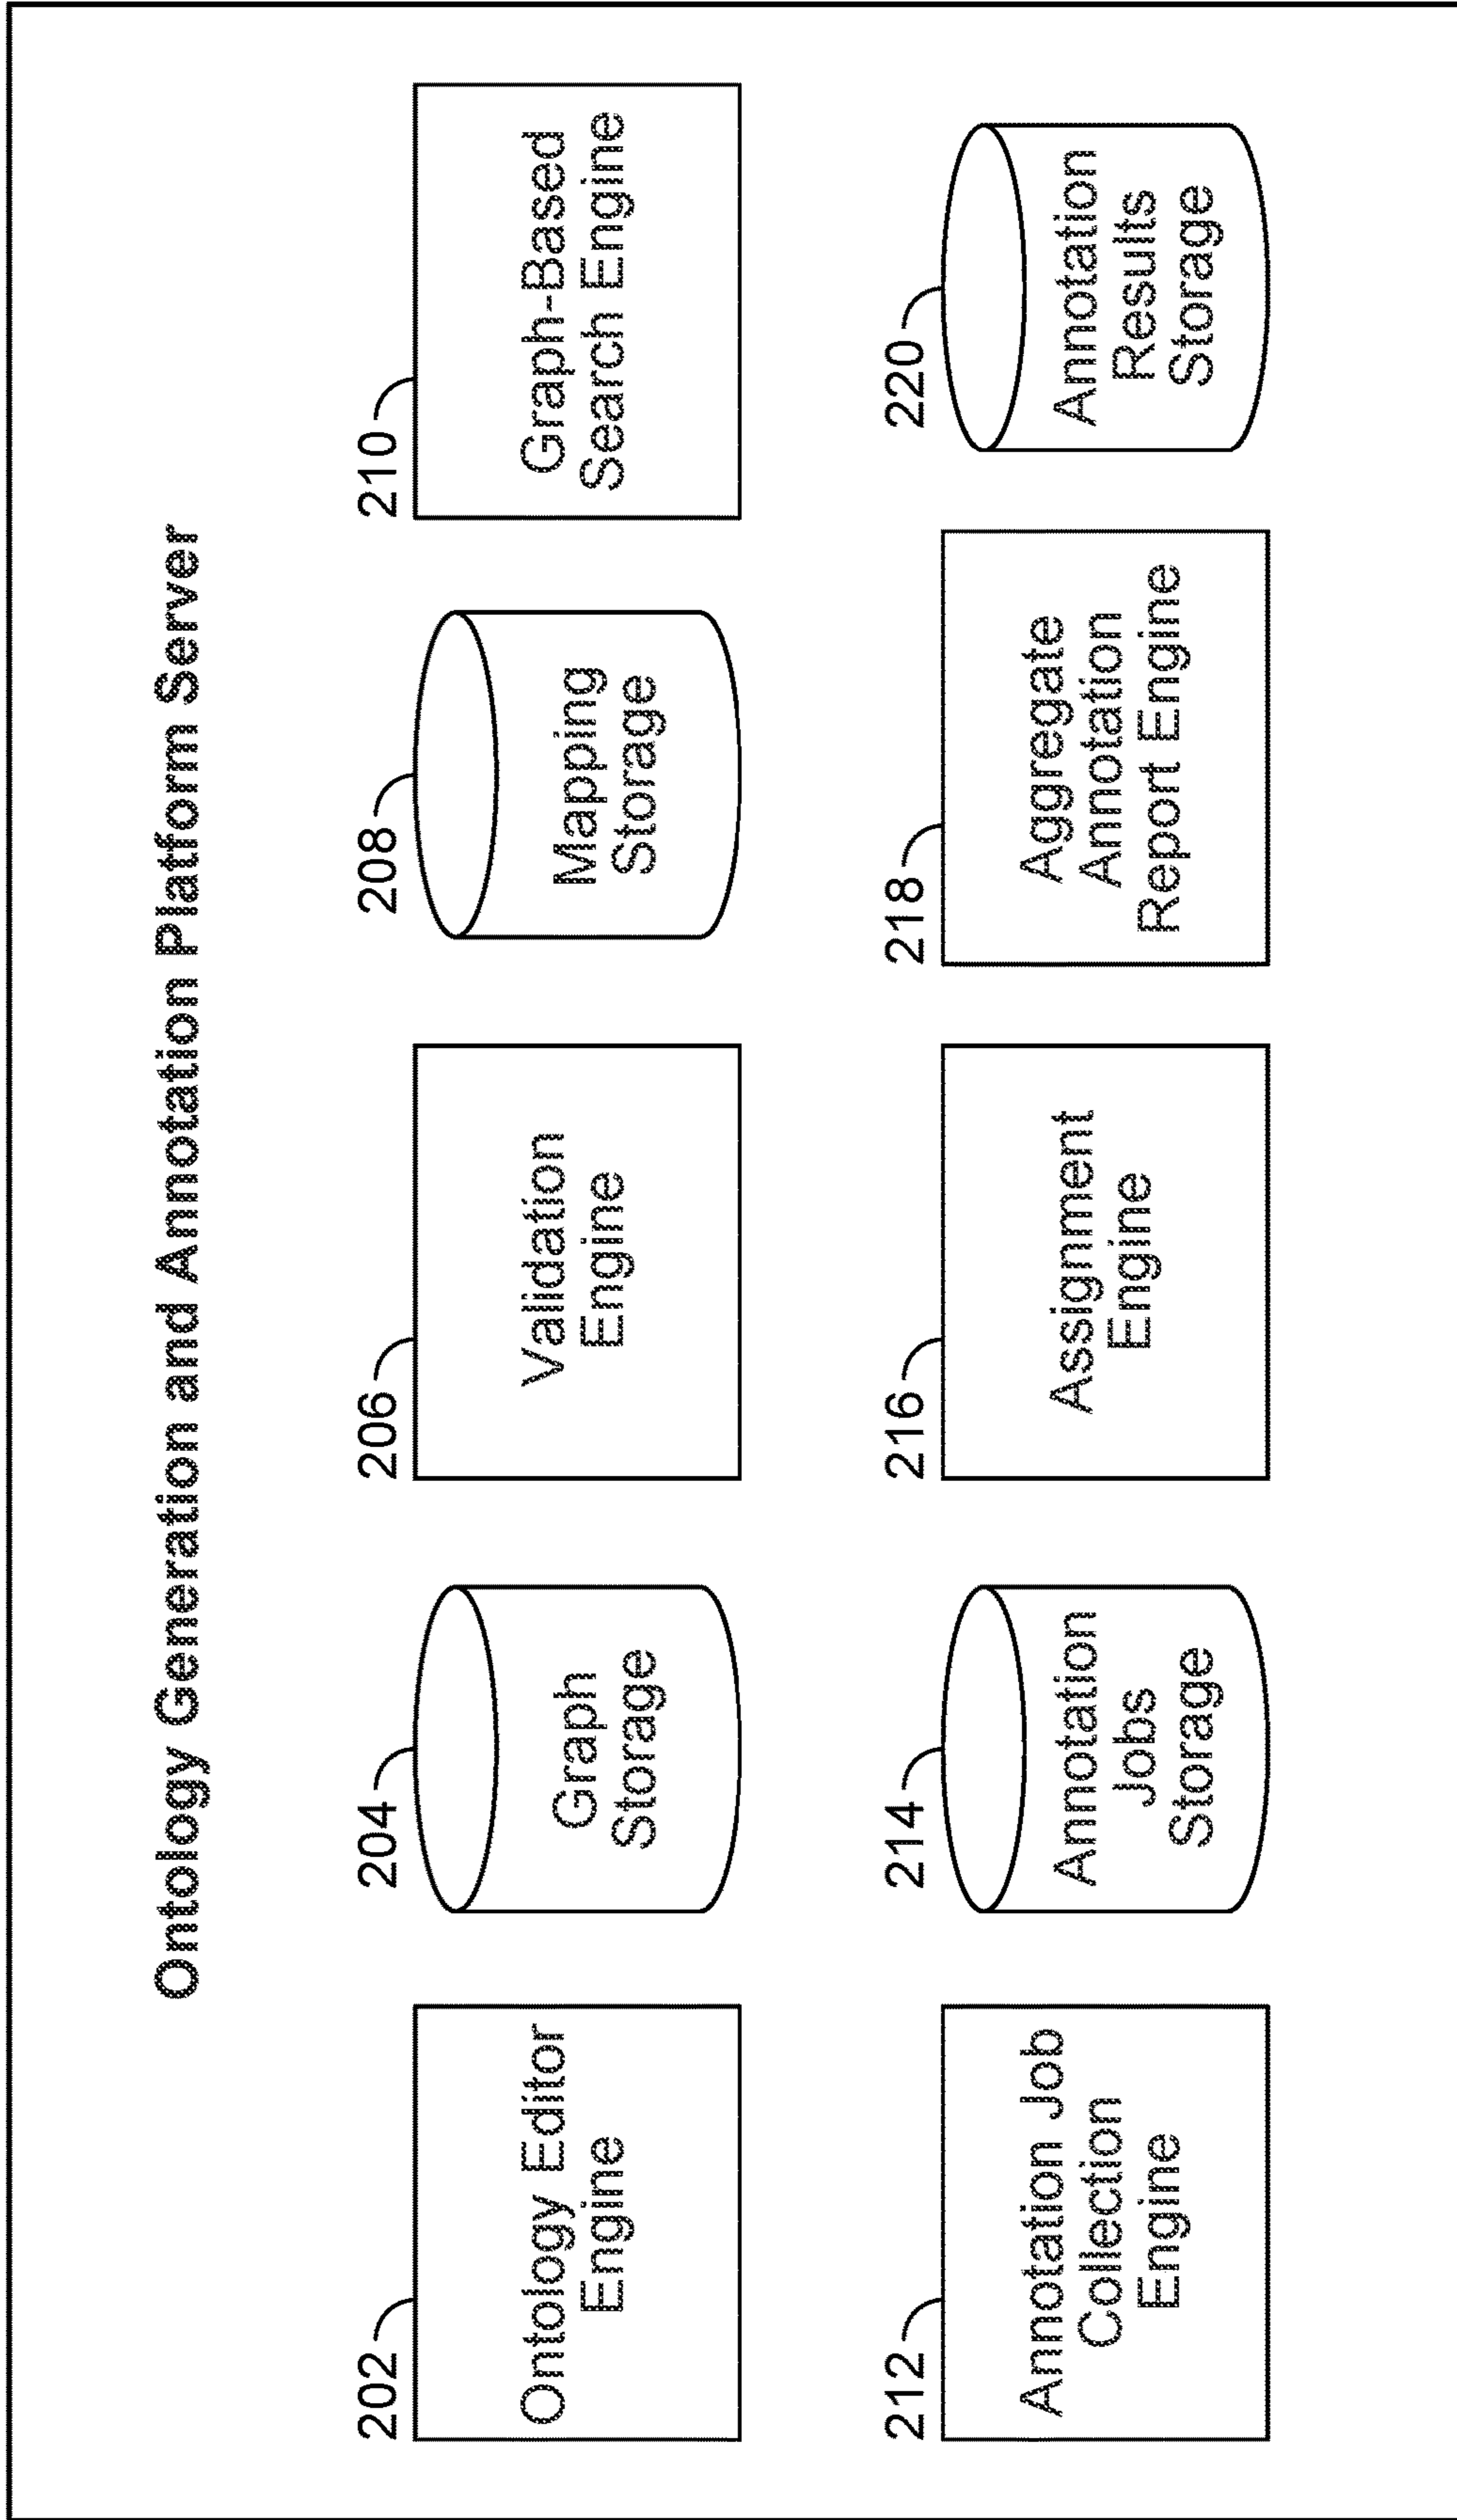 Ontology Generation and Annotation Platform Server
202
Ontology Editor
Engine
204
Graph
Storage
206
Validation
Engine
208
Mapping
Storage
210
Graph-Based
Search Engine
212
Annotation Job
Collection
Engine
214
Annotation
Jobs
Storage
216
Assignment
Engine
218
Aggregate
Annotation
Report Engine
220
Annotation
Results
Storage